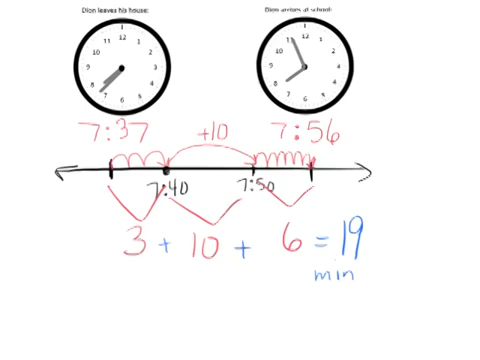 Dion leaves his house: Dion arrives at school:
12 1 2 3 4 5 6 7 8 9 10 11 12 1 2 3 4 5 6 7 8 9 10 11
7:37 +10 7:56
7:40 7:50
3 + 10 + 6 = 19
min